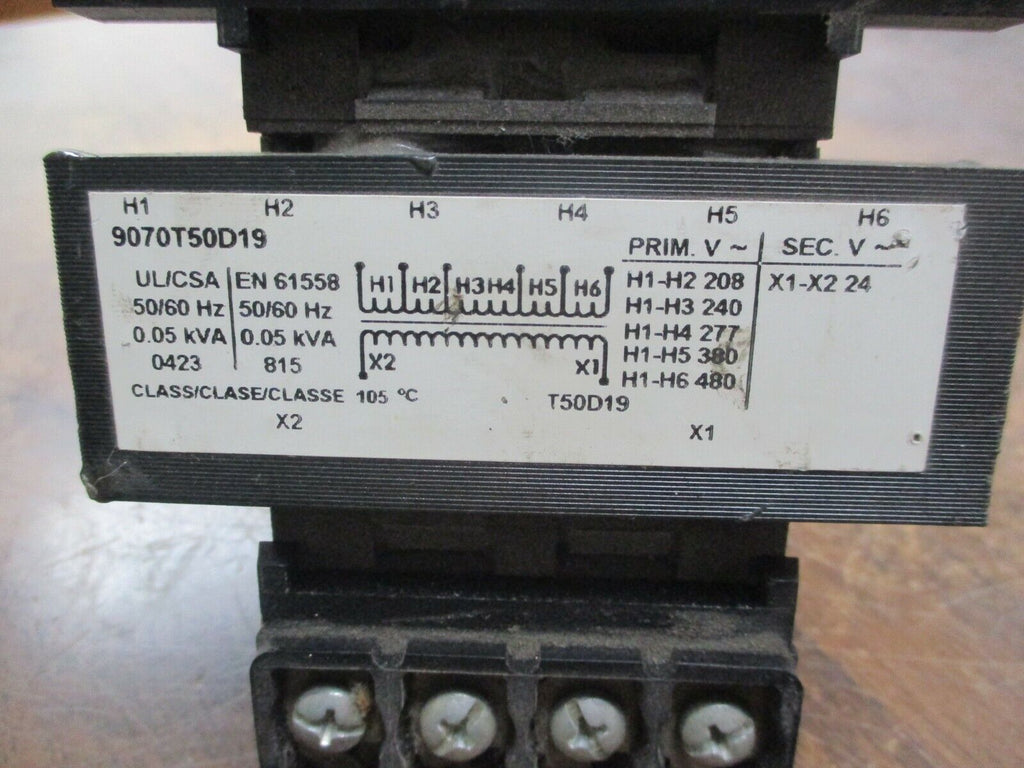 H1 H2 H3 H4 H5 H6
9070T50D19
PRIM. V ~ SEC. V ~
UL/CSA EN 61558
50/60 Hz 50/60 Hz
0.05 kVA 0.05 kVA
0423 815
CLASS/CLASE/CLASSE 105 ºC
H1 H2 H3 H4 H5 H6
X2 X1
T50D19
H1-H2 208 X1-X2 24
H1-H3 240
H1-H4 277
H1-H5 380
H1-H6 480
X2 X1